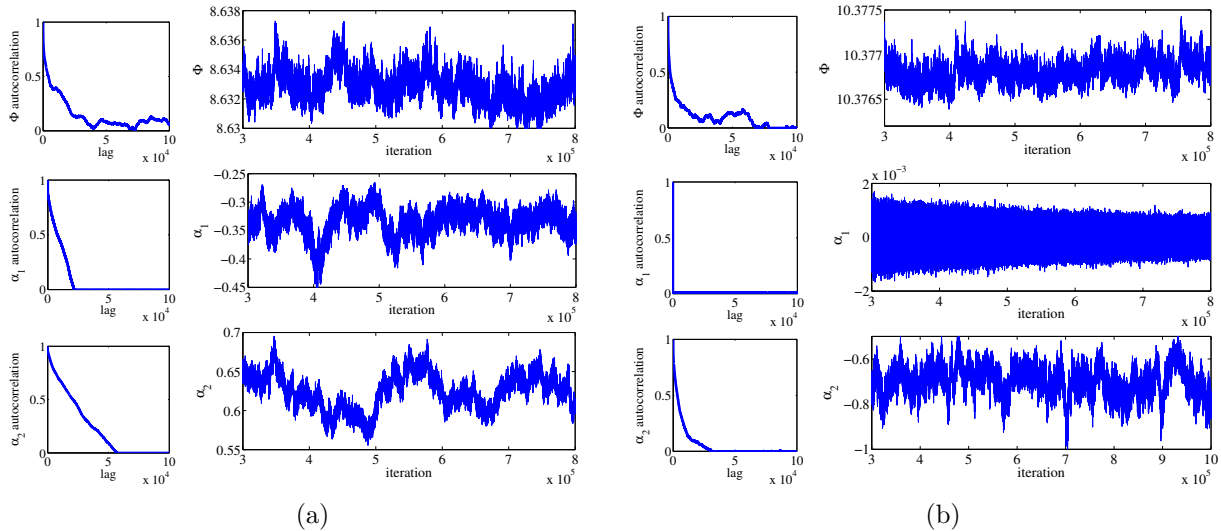 Φ autocorrelation
1
0.5
0
0 5 10
lag
x 10^4
Φ
8.638
8.636
8.634
8.632
8.63
3 4 5 6 7 8
iteration
x 10^5
α_1 autocorrelation
1
0.5
0
0 5 10
lag
x 10^4
α_1
−0.25
−0.3
−0.35
−0.4
−0.45
3 4 5 6 7 8
iteration
x 10^5
α_2 autocorrelation
1
0.5
0
0 5 10
lag
x 10^4
α_2
0.7
0.65
0.6
0.55
3 4 5 6 7 8
iteration
x 10^5
(a)
Φ autocorrelation
1
0.5
0
0 5 10
lag
x 10^4
Φ
10.3775
10.377
10.3765
3 4 5 6 7 8
iteration
x 10^5
α_1 autocorrelation
1
0.5
0
0 5 10
lag
x 10^4
x 10^−3
α_1
2
0
−2
3 4 5 6 7 8
iteration
x 10^5
α_2 autocorrelation
1
0.5
0
0 5 10
lag
x 10^4
α_2
−0.6
−0.8
−1
3 4 5 6 7 8 9 10
iteration
x 10^5
(b)